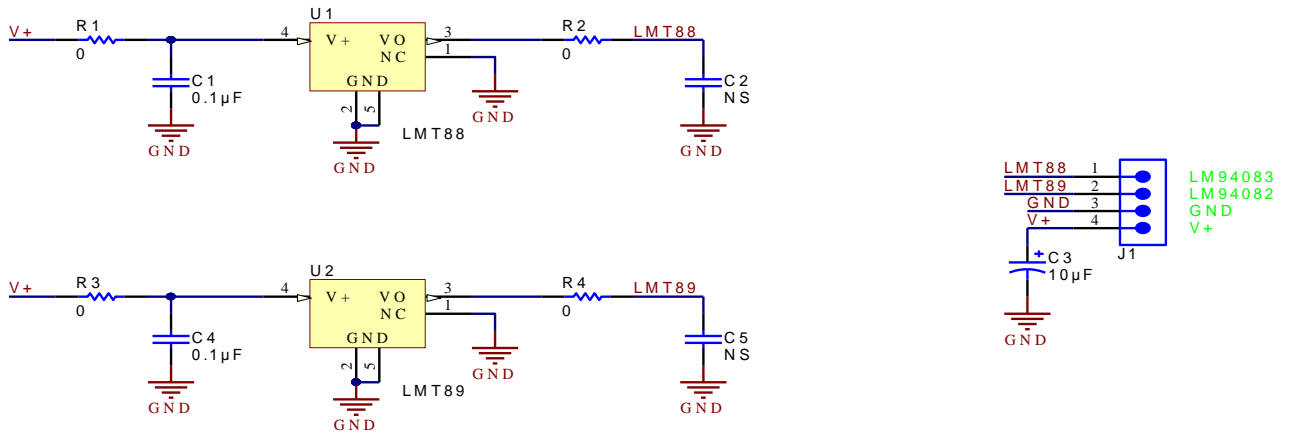 U1
V+ R1 4 V+ VO 3 R2 LMT88
0 NC 1 0
C1 GND C2
0.1µF NS
2 5 GND
LMT88
GND GND GND
LMT88 1 LM94083
LMT89 2 LM94082
GND 3 GND
V+ 4 V+
J1
C3
10µF
GND
U2
V+ R3 4 V+ VO 3 R4 LMT89
0 NC 1 0
C4 GND C5
0.1µF NS
2 5 GND
LMT89
GND GND GND